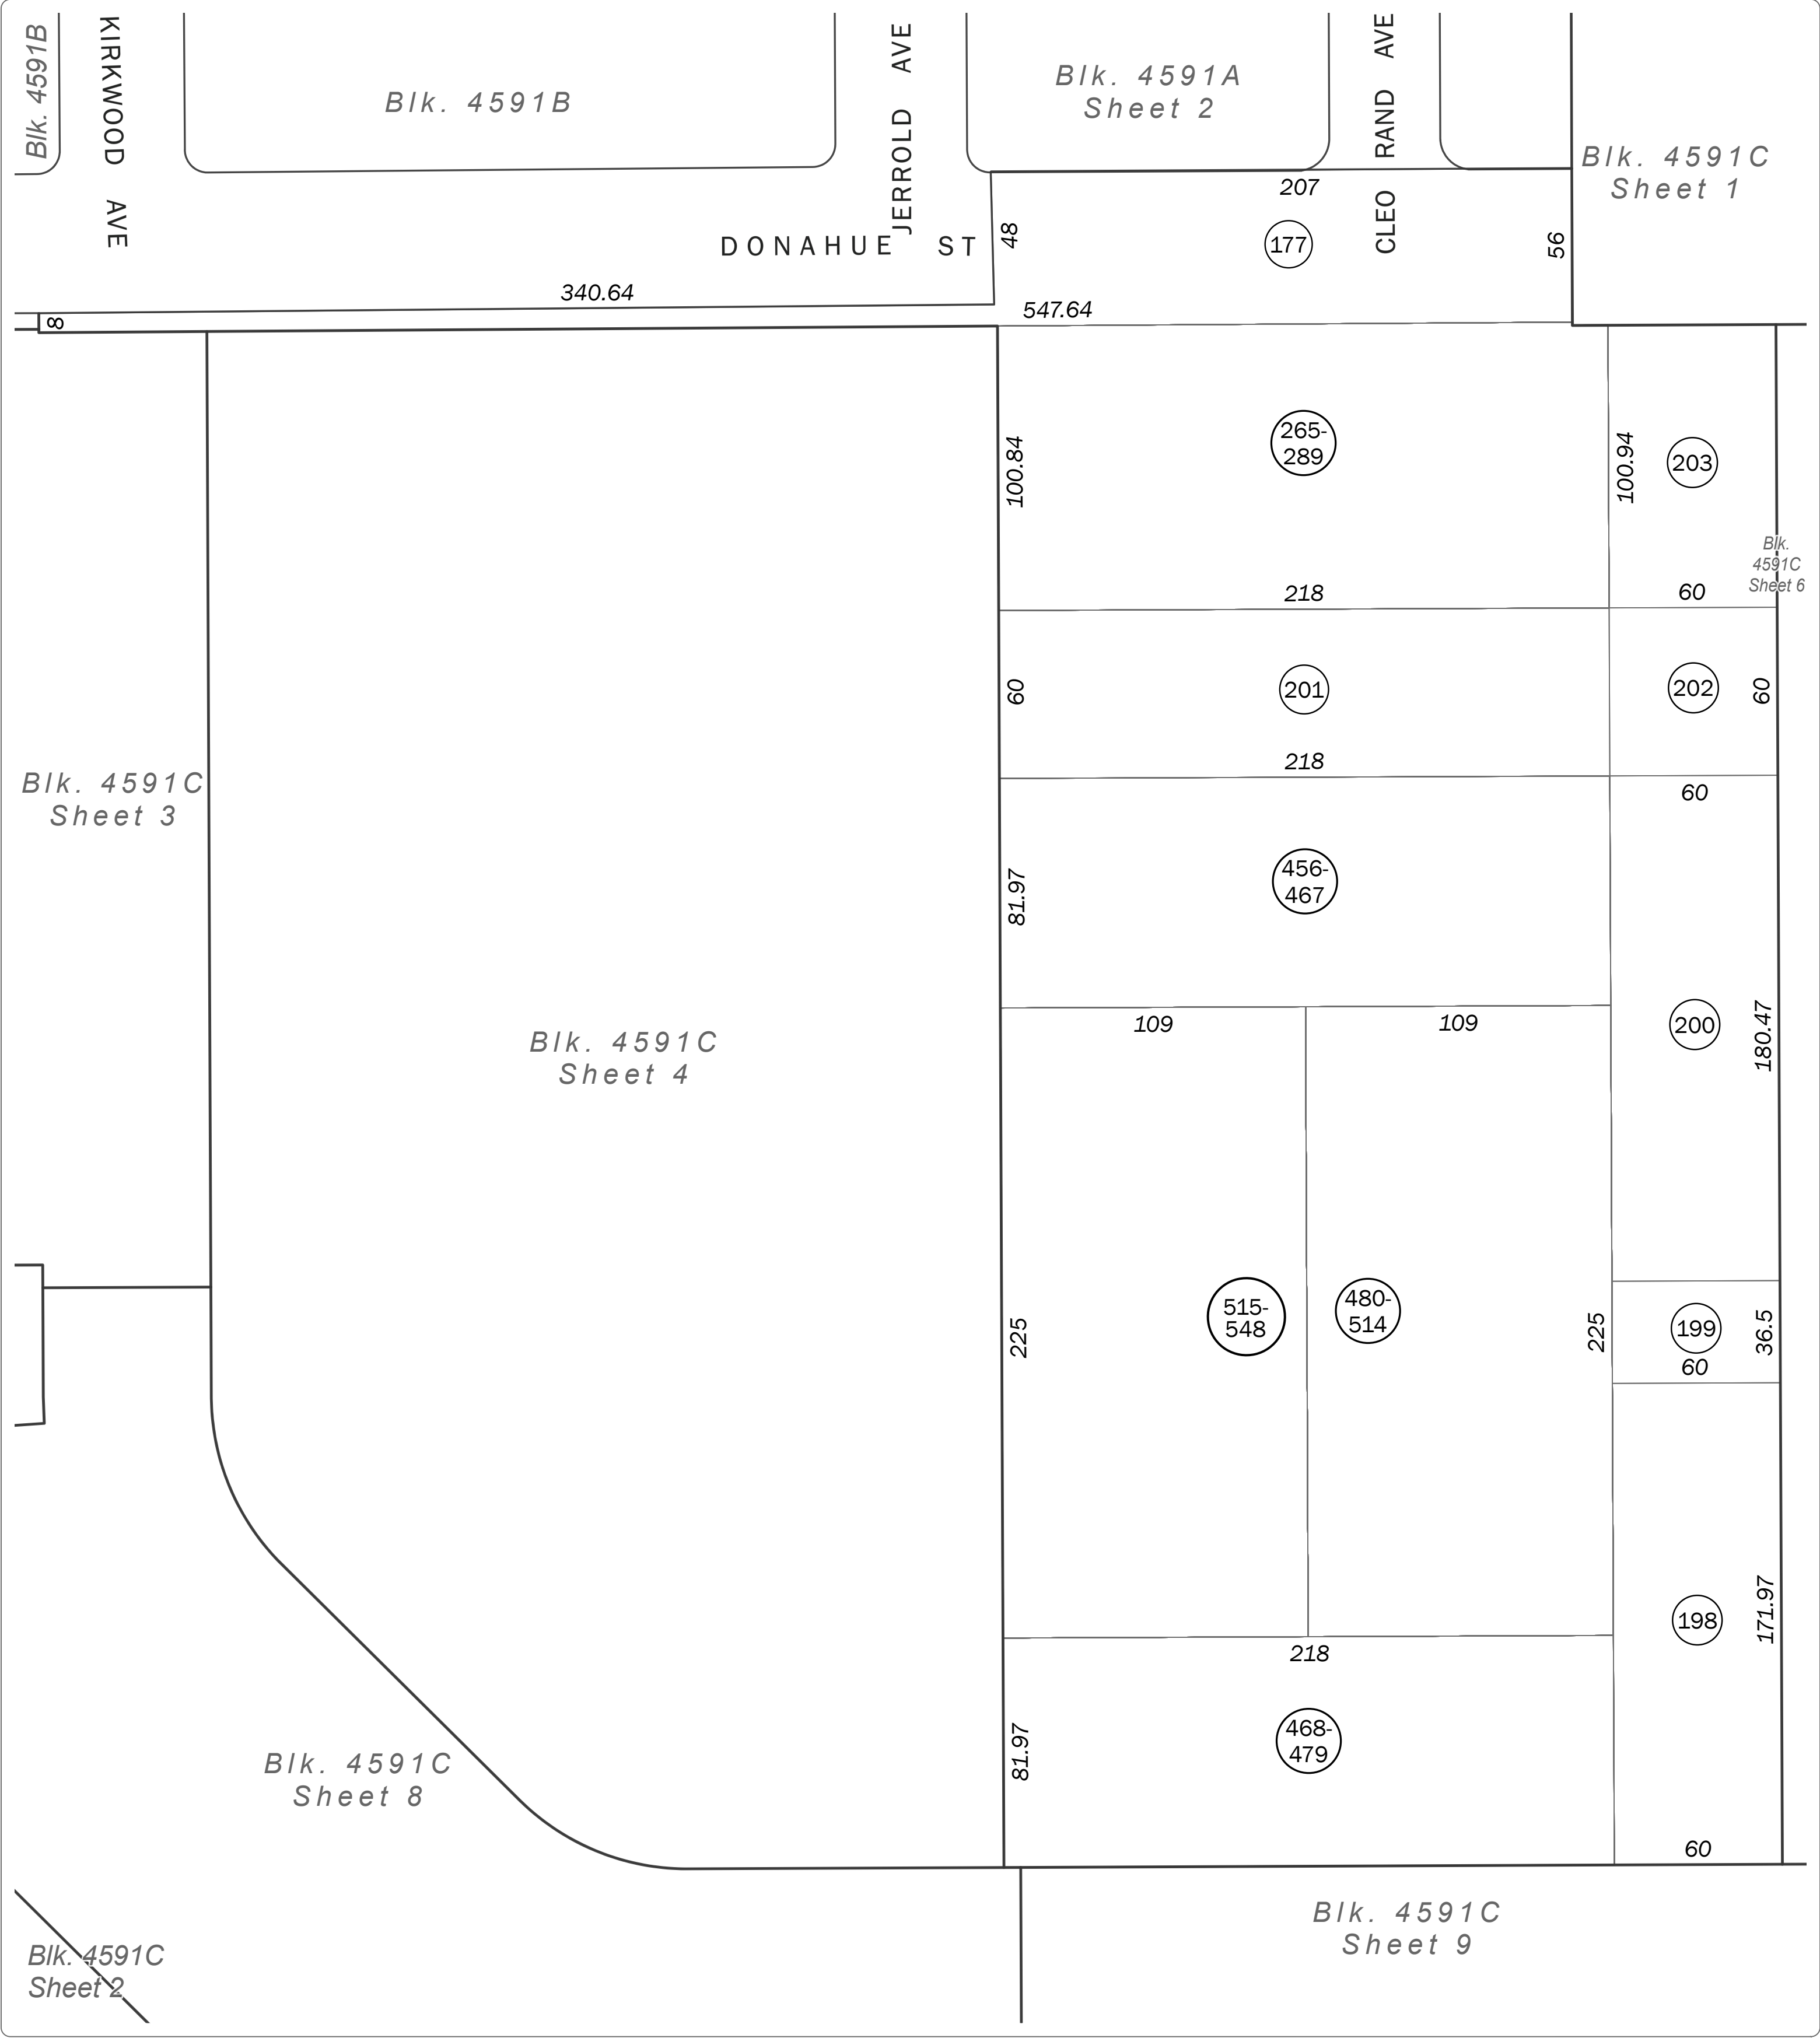 Blk. 4591B
KIRKWOOD AVE
Blk. 4591B
JERROLD AVE
Blk. 4591A
Sheet 2
CLEO RAND AVE
Blk. 4591C
Sheet 1
207
48
177
56
DONAHUE ST
340.64
547.64
8
265-
289
100.84
100.94
203
Blk.
4591C
Sheet 6
218
60
60
201
202
60
218
60
Blk. 4591C
Sheet 3
456-
467
81.97
109
109
200
180.47
Blk. 4591C
Sheet 4
515-
548
480-
514
225
225
199
36.5
60
198
171.97
218
468-
479
81.97
60
Blk. 4591C
Sheet 8
Blk. 4591C
Sheet 9
Blk. 4591C
Sheet 2